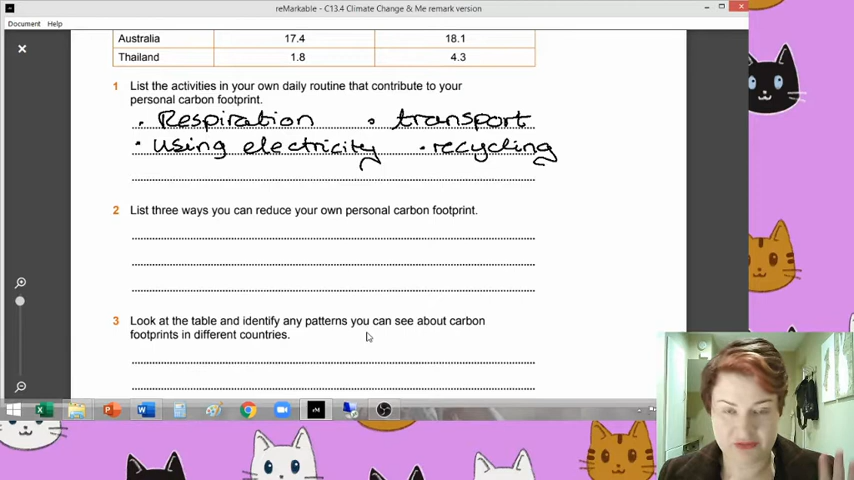 reMarkable - C13.4 Climate Change & Me remark version
Document Help
Australia 17.4 18.1
Thailand 1.8 4.3
1 List the activities in your own daily routine that contribute to your
personal carbon footprint.
• Respiration • transport
• using electricity • recycling
2 List three ways you can reduce your own personal carbon footprint.
3 Look at the table and identify any patterns you can see about carbon
footprints in different countries.